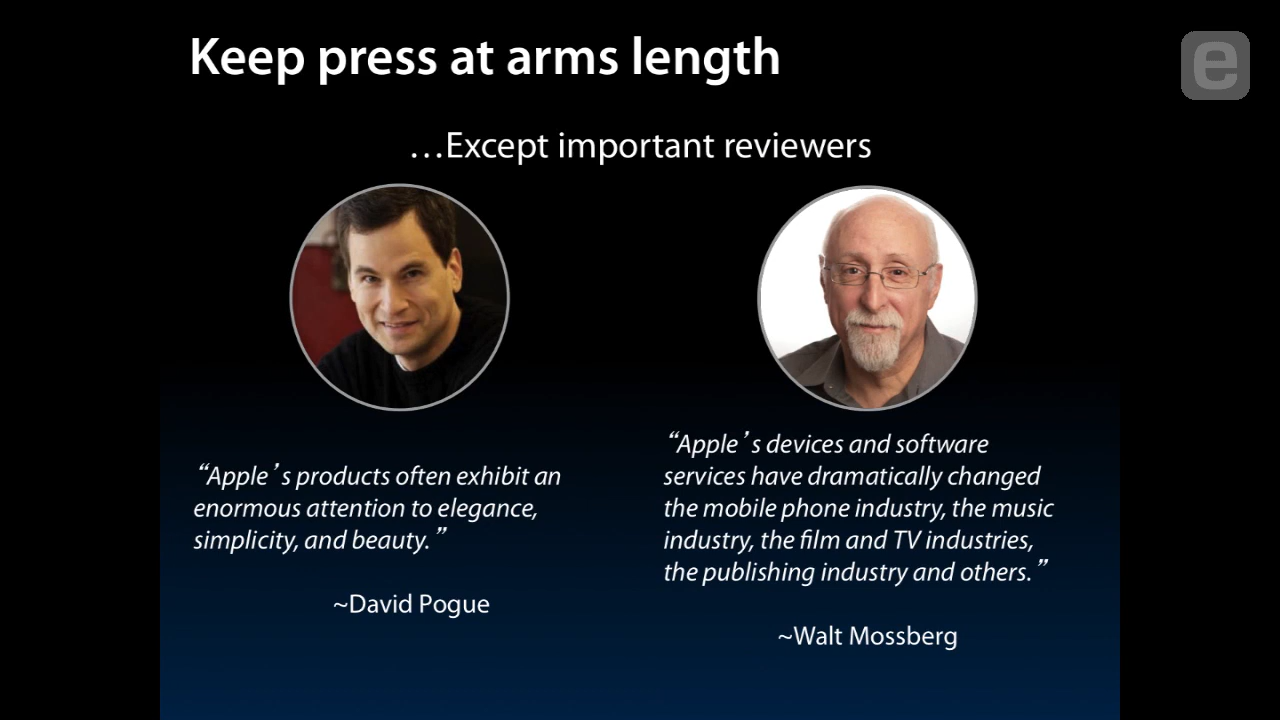 Keep press at arms length
e
…Except important reviewers
“Apple’s products often exhibit an
enormous attention to elegance,
simplicity, and beauty.”
~David Pogue
“Apple’s devices and software
services have dramatically changed
the mobile phone industry, the music
industry, the film and TV industries,
the publishing industry and others.”
~Walt Mossberg